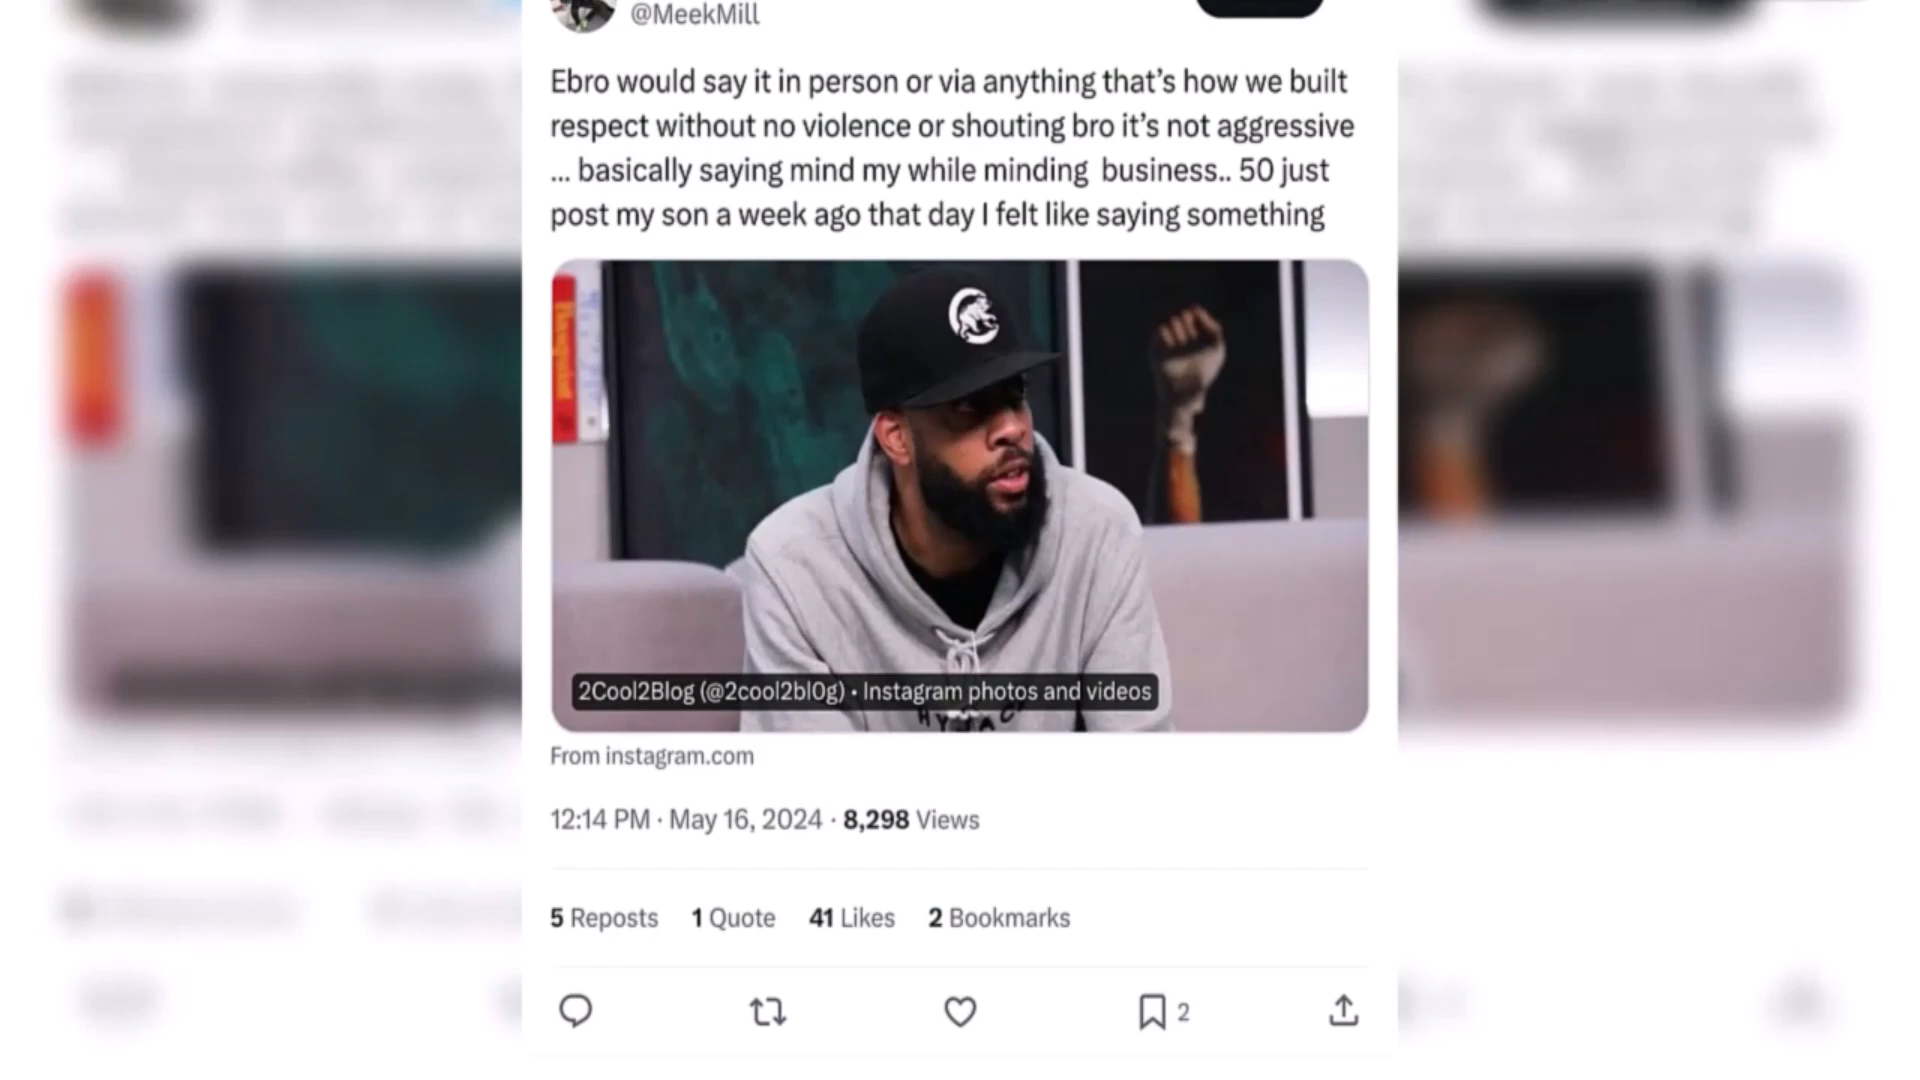 @MeekMill
Ebro would say it in person or via anything that’s how we built
respect without no violence or shouting bro it’s not aggressive
... basically saying mind my while minding  business.. 50 just
post my son a week ago that day I felt like saying something
2Cool2Blog (@2cool2bl0g) • Instagram photos and videos
From instagram.com
12:14 PM · May 16, 2024 · 8,298 Views
5 Reposts 1 Quote 41 Likes 2 Bookmarks
2